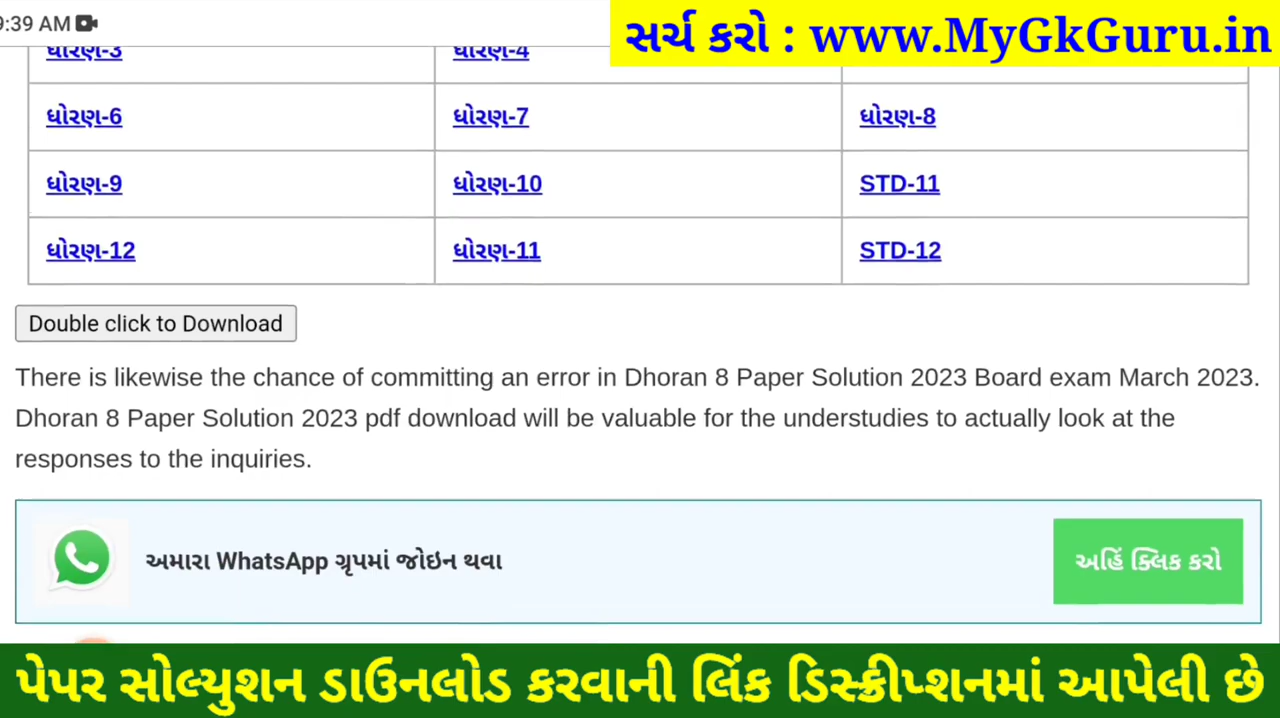 9:39 AM
સર્ચ કરો : www.MyGkGuru.in
ધોરણ-3 ધોરણ-4
ધોરણ-6 ધોરણ-7 ધોરણ-8
ધોરણ-9 ધોરણ-10 STD-11
ધોરણ-12 ધોરણ-11 STD-12
Double click to Download
There is likewise the chance of committing an error in Dhoran 8 Paper Solution 2023 Board exam March 2023.
Dhoran 8 Paper Solution 2023 pdf download will be valuable for the understudies to actually look at the
responses to the inquiries.
અમારા WhatsApp ગ્રૃપમાં જોઇન થવા
અહિં ક્લિક કરો
પેપર સોલ્યુશન ડાઉનલોડ કરવાની લિંક ડિસ્ક્રીપ્શનમાં આપેલી છે